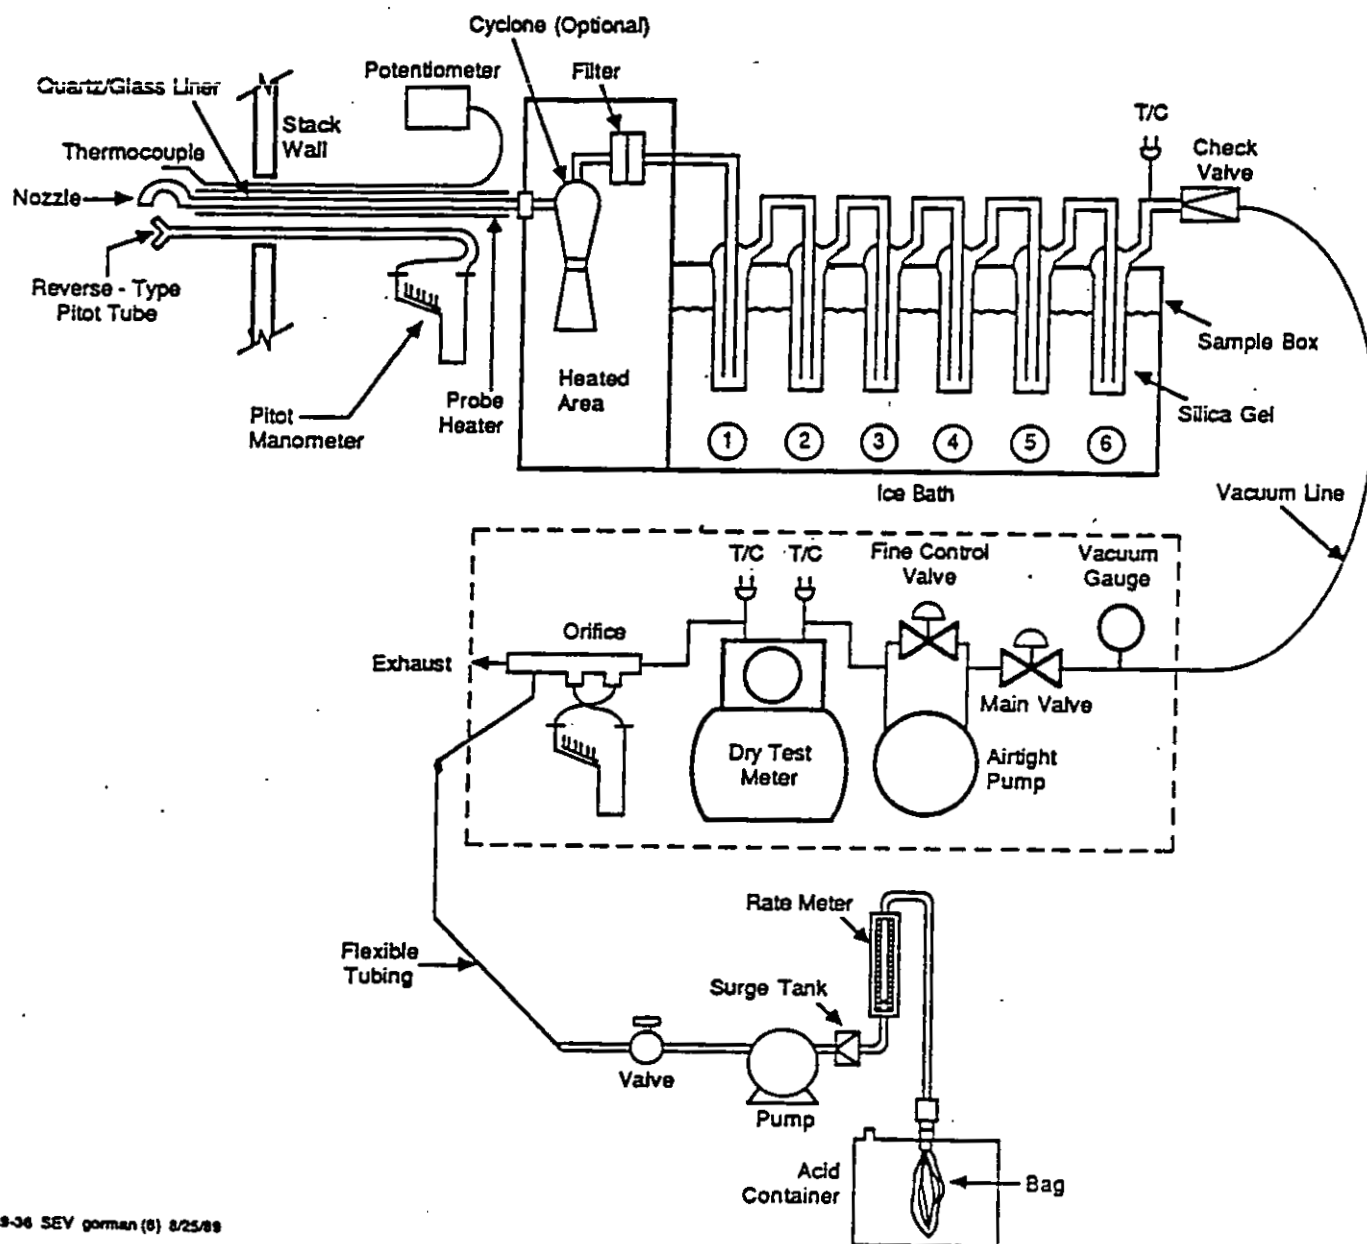 Cyclone (Optional)
Potentiometer
Filter
Quartz/Glass Liner
Stack
Wall
T/C
Check
Valve
Thermocouple
Nozzle
Reverse - Type
Pitot Tube
Sample Box
Heated
Area
Probe
Heater
Pitot
Manometer
Silica Gel
1 2 3 4 5 6
Ice Bath
Vacuum Line
T/C T/C
Fine Control
Valve
Vacuum
Gauge
Orifice
Exhaust
Main Valve
Dry Test
Meter
Airtight
Pump
Rate Meter
Flexible
Tubing
Surge Tank
Valve
Pump
Acid
Container
Bag
9-36 SEV gorman (6) 8/25/89